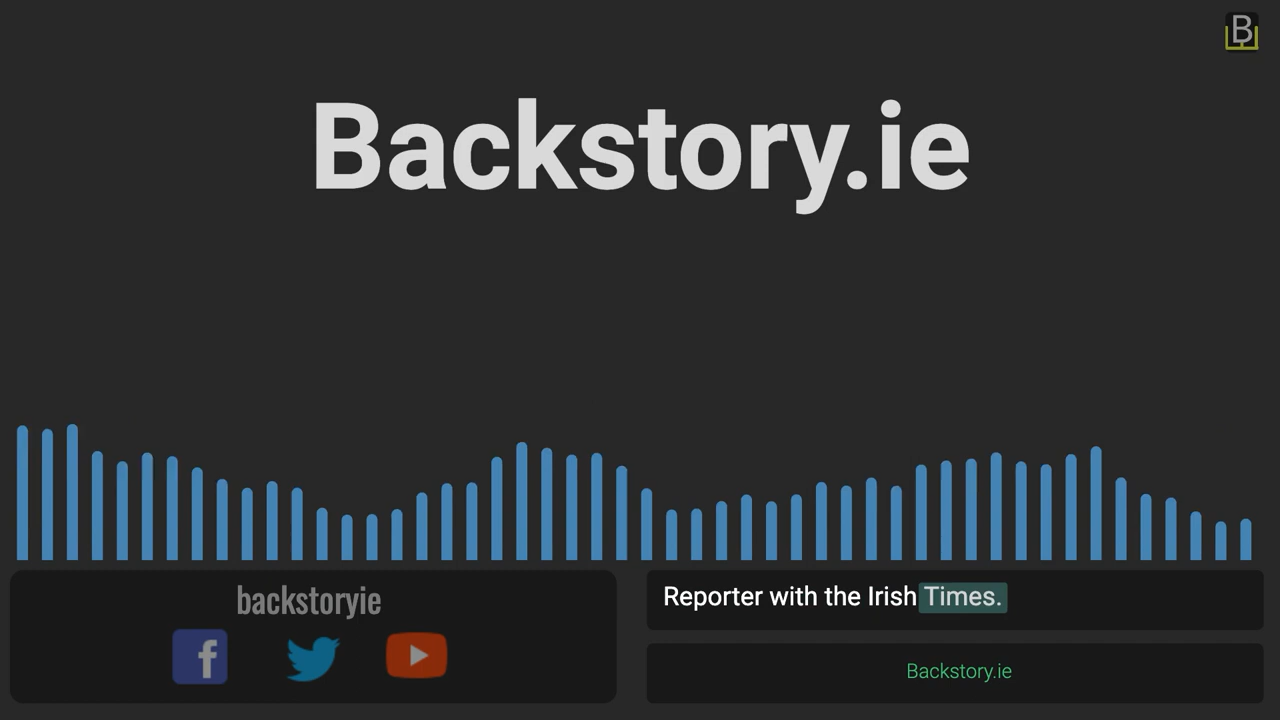 B
Backstory.ie
backstoryie
f
Reporter with the Irish Times.
Backstory.ie